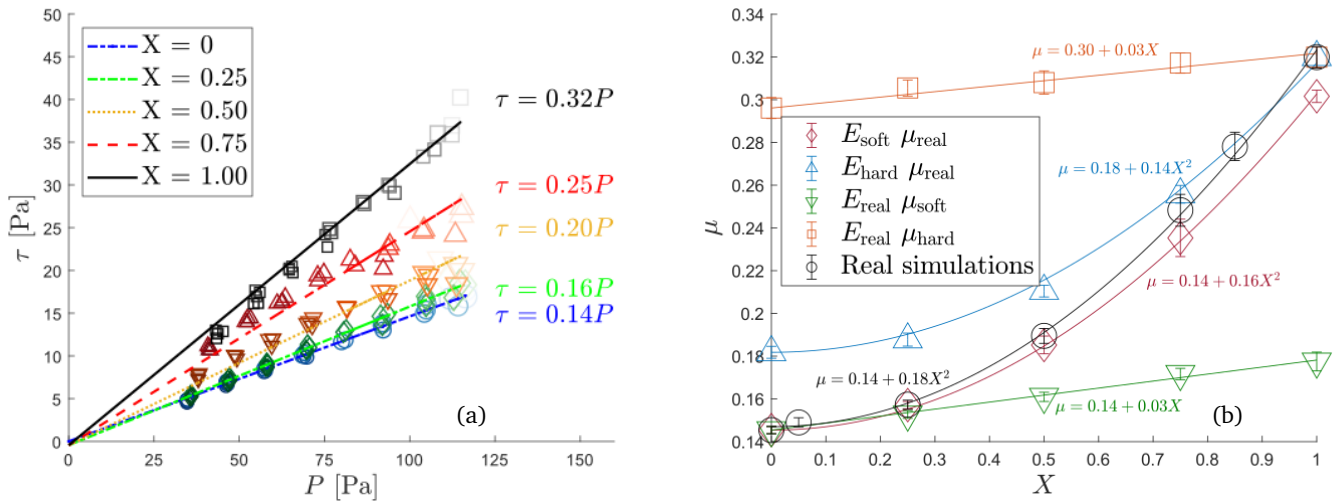 50
45
40
35
30
25
20
15
10
5
0
τ [Pa]
X = 0
X = 0.25
X = 0.50
X = 0.75
X = 1.00
τ = 0.32P
τ = 0.25P
τ = 0.20P
τ = 0.16P
τ = 0.14P
(a)
0 25 50 75 100 125 150
P [Pa]
0.34
0.32
0.3
0.28
0.26
0.24
0.22
0.2
0.18
0.16
0.14
μ
μ = 0.30 + 0.03X
E_soft μ_real
E_hard μ_real
E_real μ_soft
E_real μ_hard
Real simulations
μ = 0.18 + 0.14X²
μ = 0.14 + 0.16X²
μ = 0.14 + 0.18X²
μ = 0.14 + 0.03X
(b)
0 0.1 0.2 0.3 0.4 0.5 0.6 0.7 0.8 0.9 1
X